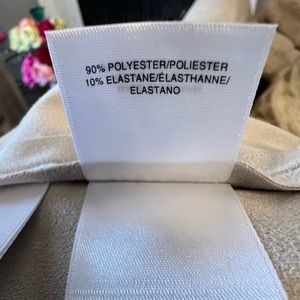 90% POLYESTER/POLIESTER
10% ELASTANE/ÉLASTHANNE/
ELASTANO